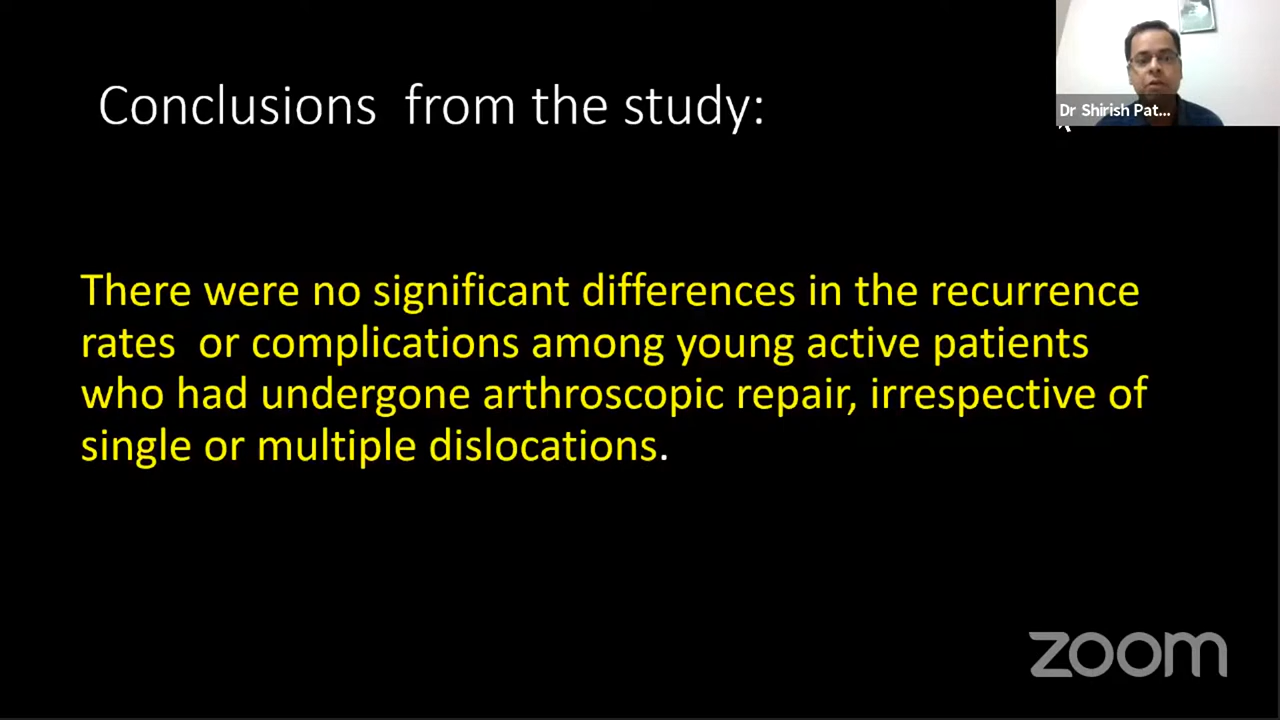 Conclusions  from the study:
Dr Shirish Pat...
There were no significant differences in the recurrence
rates  or complications among young active patients
who had undergone arthroscopic repair, irrespective of
single or multiple dislocations.
zoom